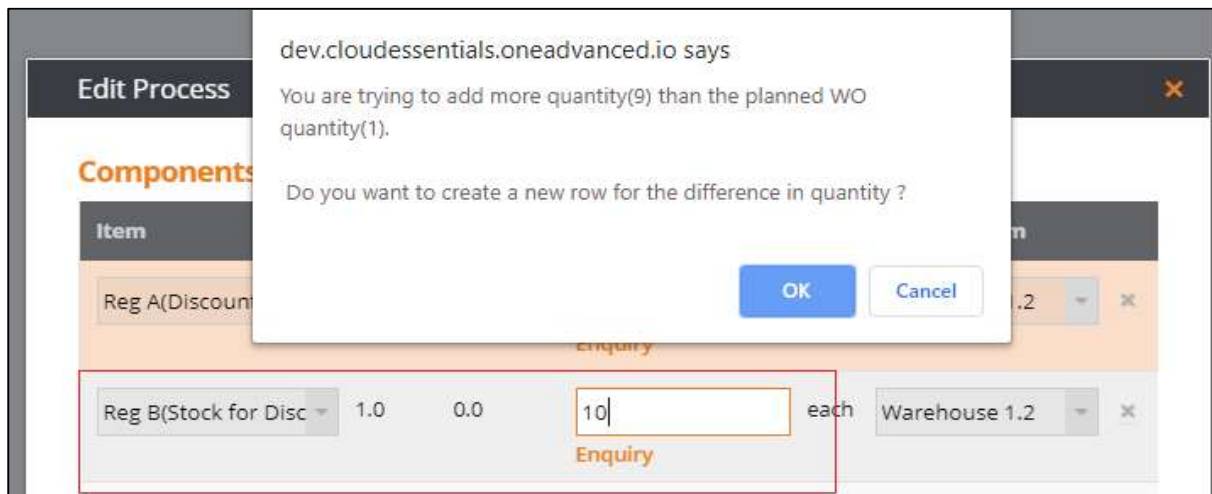 dev.cloudessentials.oneadvanced.io says
You are trying to add more quantity(9) than the planned WO
quantity(1).
Do you want to create a new row for the difference in quantity ?
OK Cancel
Edit Process
Components
Item
Reg A(Discoun .2
Enquiry
Reg B(Stock for Disc 1.0 0.0 10 each Warehouse 1.2
Enquiry